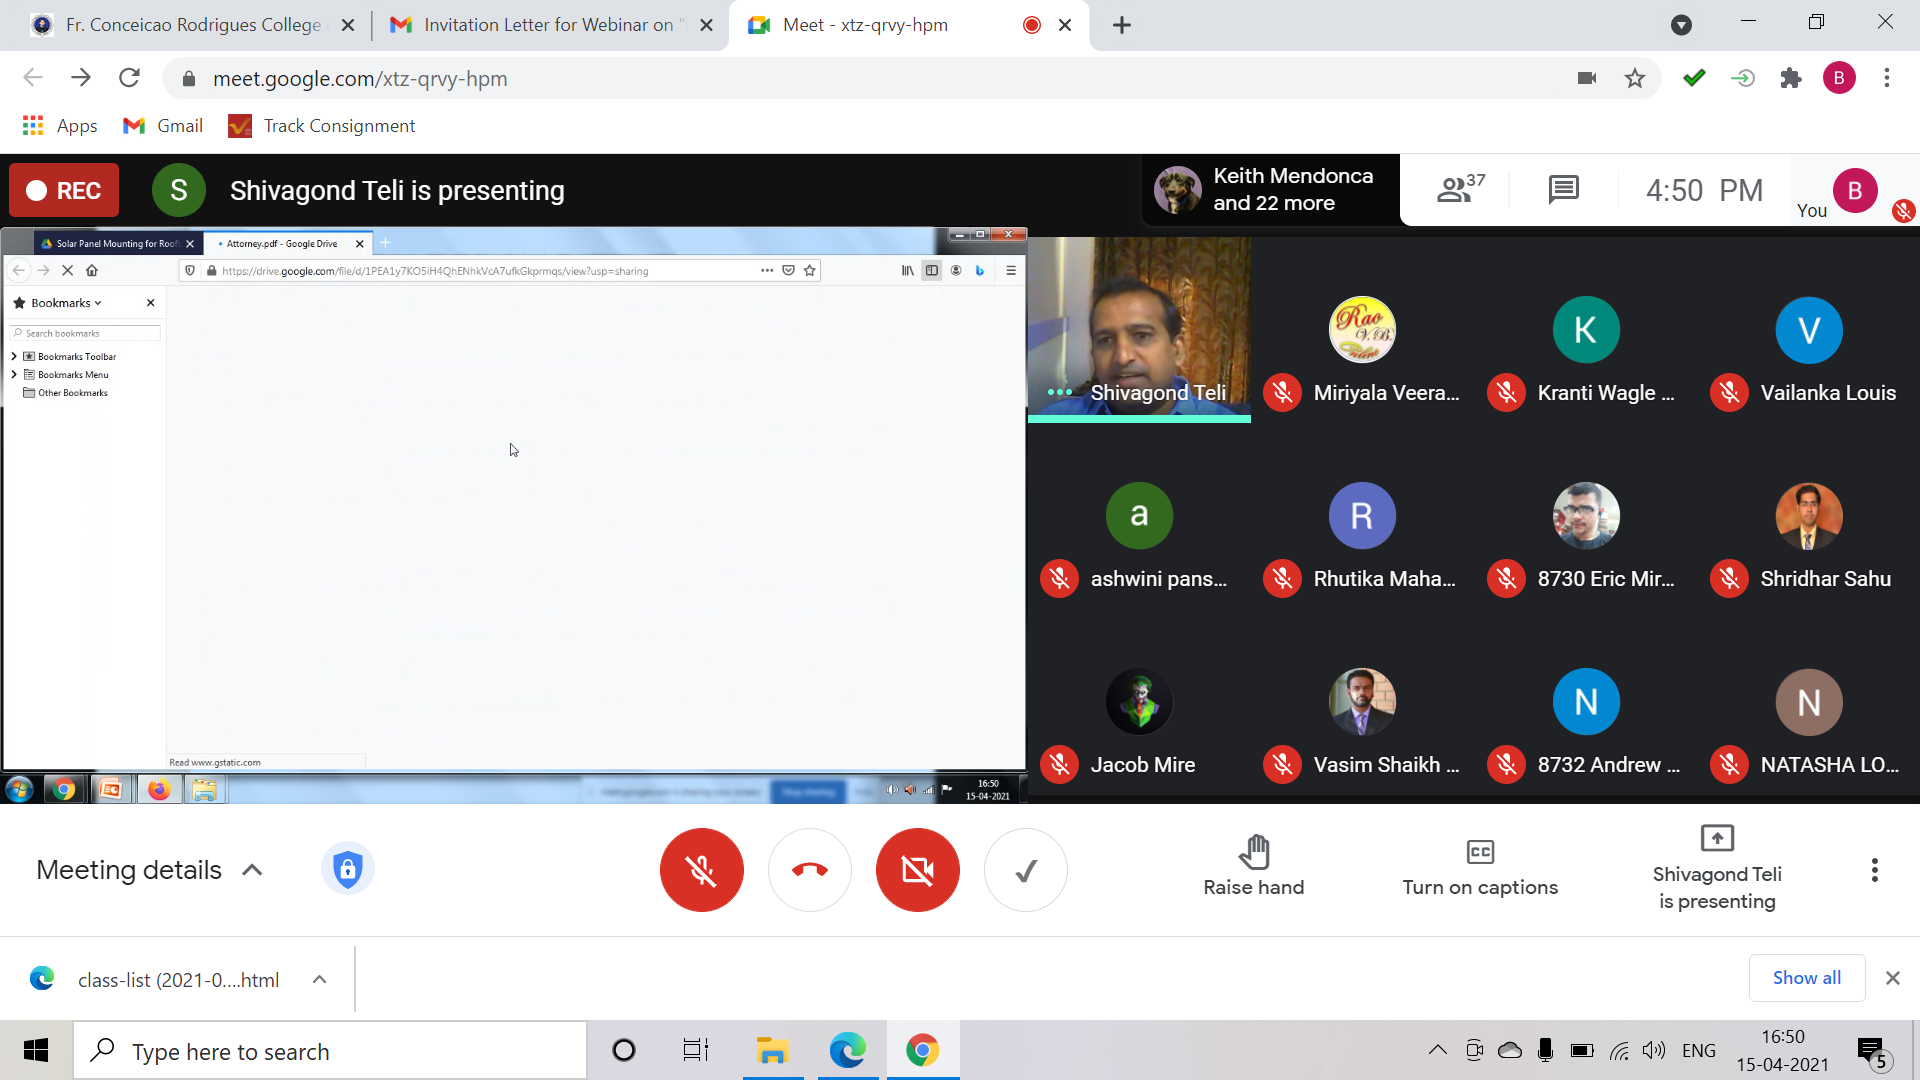 Fr. Conceicao Rodrigues College
Invitation Letter for Webinar on "
Meet - xtz-qrvy-hpm
meet.google.com/xtz-qrvy-hpm
B
Apps
Gmail
Track Consignment
REC
S
Shivagond Teli is presenting
Keith Mendonca
and 22 more
37
4:50 PM
You
B
Solar Panel Mounting for Rooft
Attorney.pdf - Google Drive
https://drive.google.com/file/d/1PEA1y7KO5iH4QhENhkVcA7ufkGkprmqs/view?usp=sharing
Bookmarks
Search bookmarks
Bookmarks Toolbar
Bookmarks Menu
Other Bookmarks
Read www.gstatic.com
16:50
15-04-2021
Shivagond Teli
Rao
V.B.
Miriyala Veera...
K
Kranti Wagle ...
V
Vailanka Louis
a
ashwini pans...
R
Rhutika Maha...
8730 Eric Mir...
Shridhar Sahu
Jacob Mire
Vasim Shaikh ...
N
8732 Andrew ...
N
NATASHA LO...
Meeting details
Raise hand
CC
Turn on captions
Shivagond Teli
is presenting
class-list (2021-0....html
Show all
Type here to search
ENG
16:50
15-04-2021
5